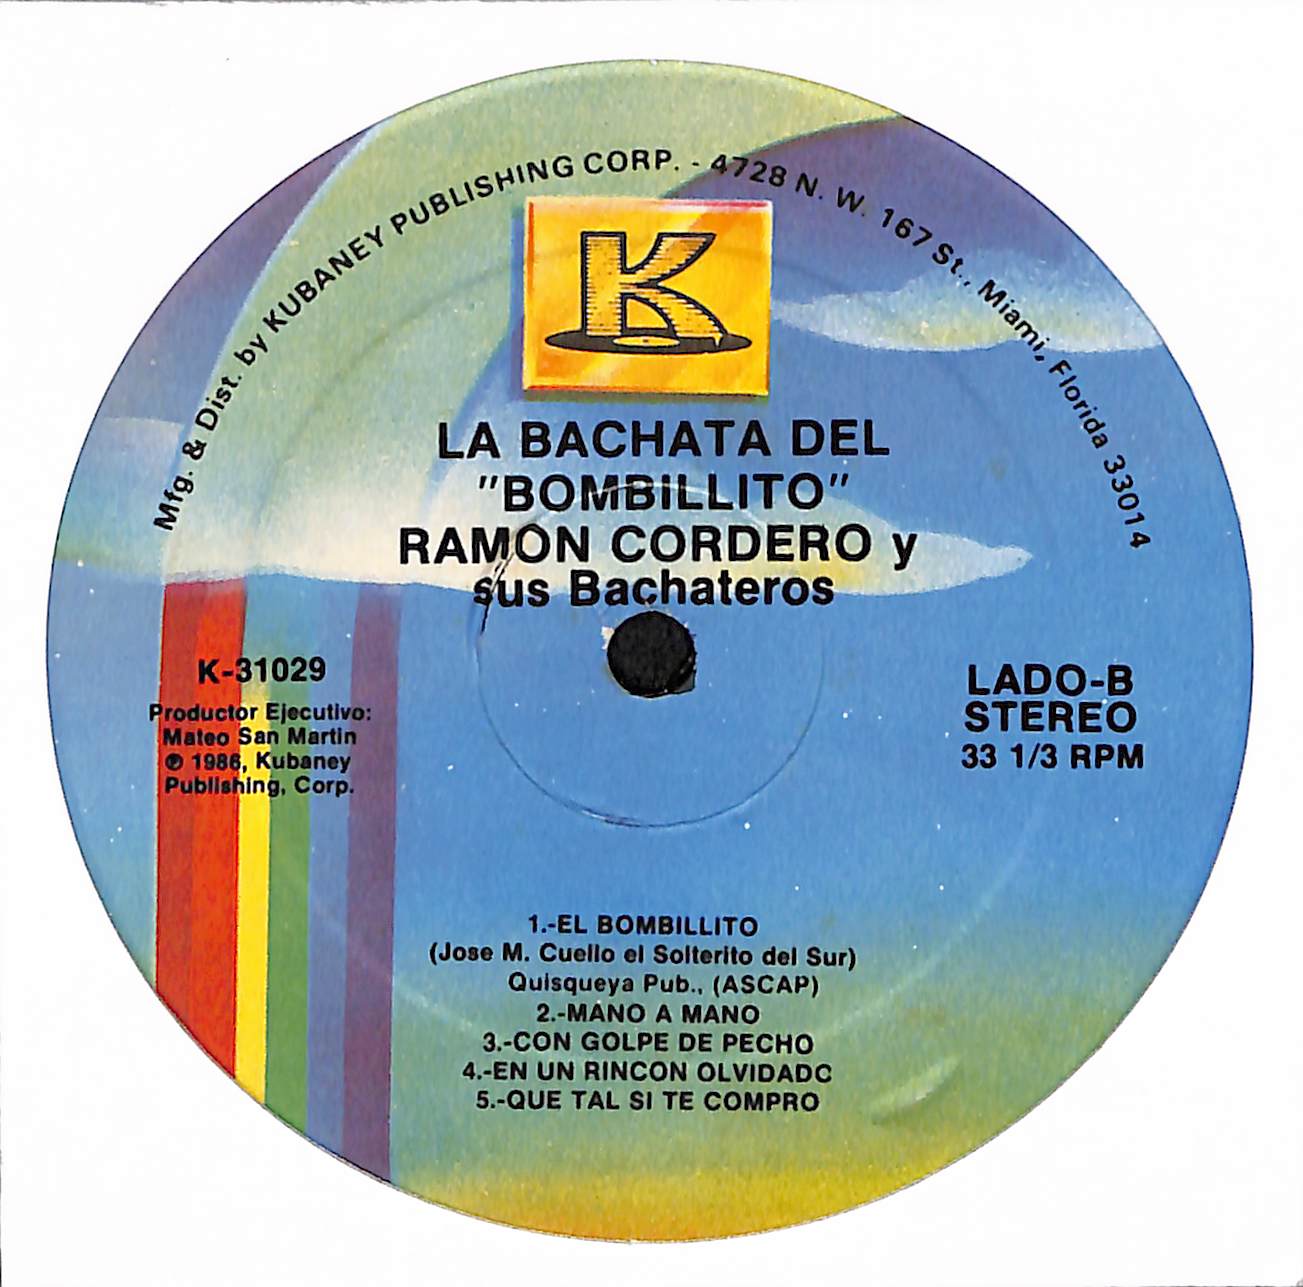 Mfg. & Dist. by KUBANEY PUBLISHING CORP. - 4728 N. W. 167 St., Miami, Florida 33014
K
LA BACHATA DEL
"BOMBILLITO"
RAMÓN CORDERO y
sus Bachateros
K-31029
Productor Ejecutivo:
Mateo San Martin
℗ 1986, Kubaney
Publishing, Corp.
LADO-B
STEREO
33 1/3 RPM
1.-EL BOMBILLITO
(Jose M. Cuello el Solterito del Sur)
Quisqueya Pub., (ASCAP)
2.-MANO A MANO
3.-CON GOLPE DE PECHO
4.-EN UN RINCON OLVIDADO
5.-QUE TAL SI TE COMPRO